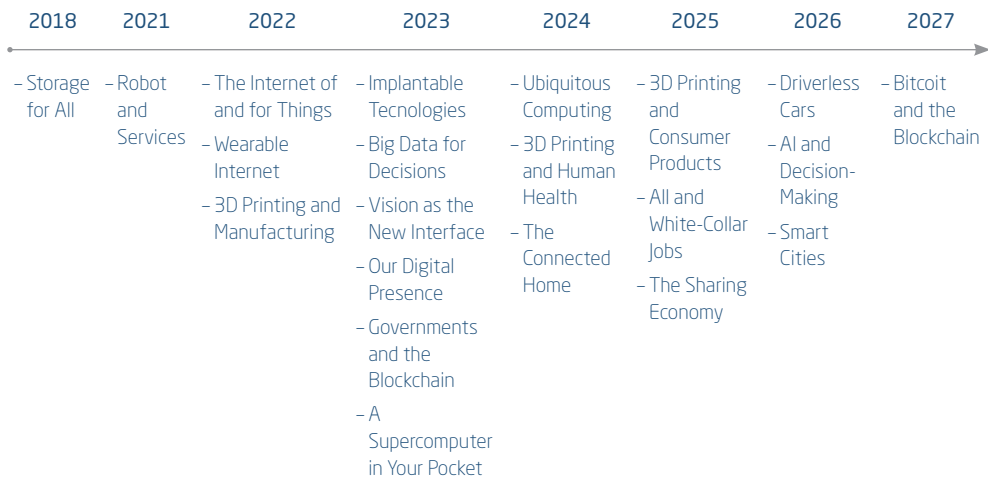 2018 2021 2022 2023 2024 2025 2026 2027
– Storage
for All
– Robot
and
Services
– The Internet of
and for Things
– Wearable
Internet
– 3D Printing and
Manufacturing
– Implantable
Tecnologies
– Big Data for
Decisions
– Vision as the
New Interface
– Our Digital
Presence
– Governments
and the
Blockchain
– A
Supercomputer
in Your Pocket
– Ubiquitous
Computing
– 3D Printing
and Human
Health
– The
Connected
Home
– 3D Printing
and
Consumer
Products
– All and
White-Collar
Jobs
– The Sharing
Economy
– Driverless
Cars
– AI and
Decision-
Making
– Smart
Cities
– Bitcoit
and the
Blockchain